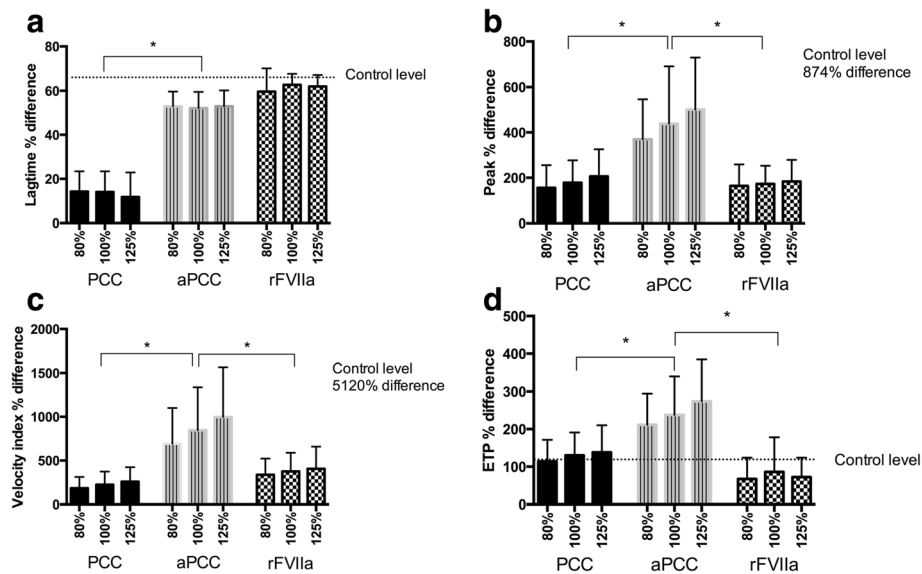 a
*
80
60
40
20
0
Lagtime % difference
Control level
80%
100%
125%
80%
100%
125%
80%
100%
125%
PCC
aPCC
rFVIIa
b
*
*
800
600
400
200
0
Peak % difference
Control level
874% difference
80%
100%
125%
80%
100%
125%
80%
100%
125%
PCC
aPCC
rFVIIa
c
*
*
2000
1500
1000
500
0
Velocity index % difference
Control level
5120% difference
80%
100%
125%
80%
100%
125%
80%
100%
125%
PCC
aPCC
rFVIIa
d
*
*
500
400
300
200
100
0
ETP % difference
Control level
80%
100%
125%
80%
100%
125%
80%
100%
125%
PCC
aPCC
rFVIIa